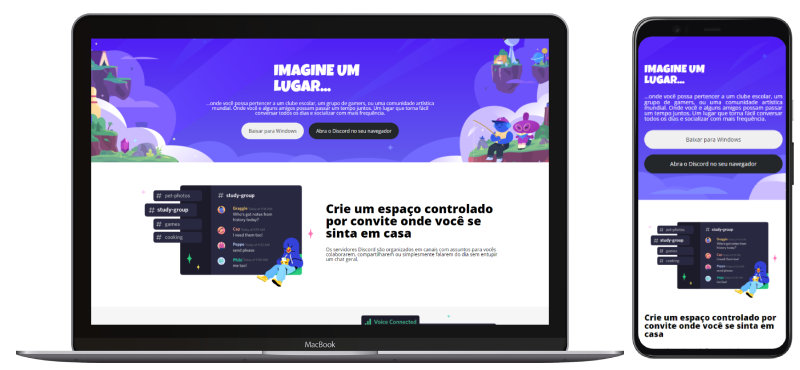 IMAGINE UM
LUGAR...
...onde você possa pertencer a um clube escolar, um grupo de gamers, ou uma comunidade artística
mundial. Onde você e alguns amigos possam passar um tempo juntos. Um lugar que torna fácil
conversar todos os dias e socializar com mais frequência.
Baixar para Windows
Abra o Discord no seu navegador
# pet-photos
# study-group
# games
# cooking
# study-group
Graggle
Who's got notes from
history today?
Cap
I need them too!
Peppe
send please
me too!
Crie um espaço controlado
por convite onde você se
sinta em casa
Os servidores Discord são organizados em canais com assuntos para vocês
colaborarem, compartilharem ou simplesmente falarem do dia sem entupir
um chat geral.
Voice Connected
MacBook
IMAGINE UM
LUGAR...
...onde você possa pertencer a um clube escolar, um
grupo de gamers, ou uma comunidade artística
mundial. Onde você e alguns amigos possam passar
um tempo juntos. Um lugar que torna fácil conversar
todos os dias e socializar com mais frequência.
Baixar para Windows
Abra o Discord no seu navegador
# pet-photos
# study-group
# games
# cooking
# study-group
Crie um espaço controlado por
convite onde você se sinta em
casa